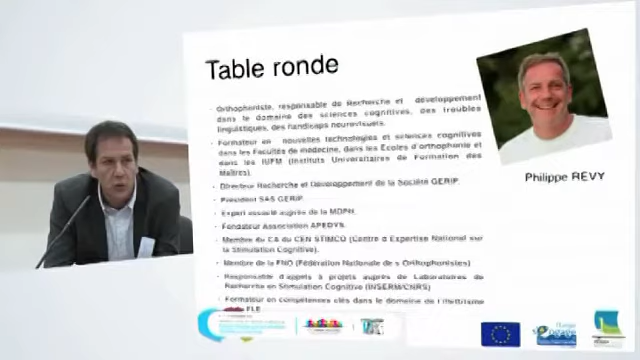 Table ronde
- Orthophoniste, responsable de Recherche et développement
dans le domaine des sciences cognitives, des troubles
linguistiques, des handicaps neurovisuels.
- Formateur en nouvelles technologies et sciences cognitives
dans les Facultés de médecine, dans les Écoles d'orthophonie et
dans les IUFM (Instituts Universitaires de Formation des
Maîtres).
- Directeur Recherche et Développement de la Société GERIP.
- Président SAS GERIP.
- Expert associé auprès de la MDPH.
- Fondateur Association APEDYS.
- Membre du CA du CEN STIMCO (Centre d'Expertise National sur
la Stimulation Cognitive).
- Membre de la FNO (Fédération Nationale de s Orthophonistes)
- Responsable d'appels à projets auprès de Laboratoires de
Recherche en Stimulation Cognitive (INSERM/CNRS)
- Formateur en compétences clés dans le domaine de l'illettrisme
FLE
Philippe REVY